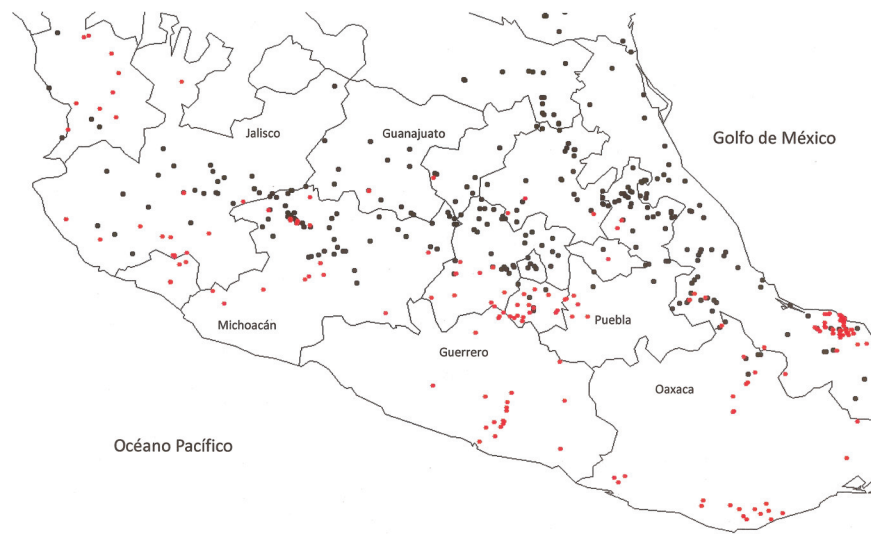 Jalisco
Guanajuato
Golfo de México
Michoacán
Puebla
Guerrero
Oaxaca
Océano Pacífico